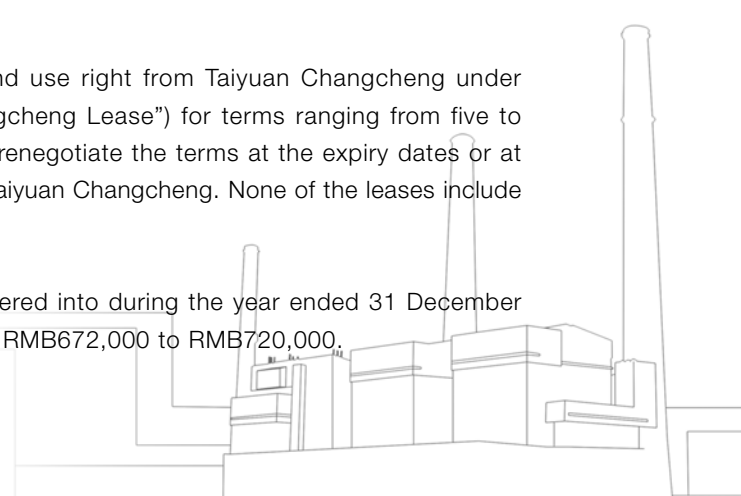 nd use right from Taiyuan Changcheng under
gcheng Lease”) for terms ranging from five to
renegotiate the terms at the expiry dates or at
aiyuan Changcheng. None of the leases include
ered into during the year ended 31 December
RMB672,000 to RMB720,000.